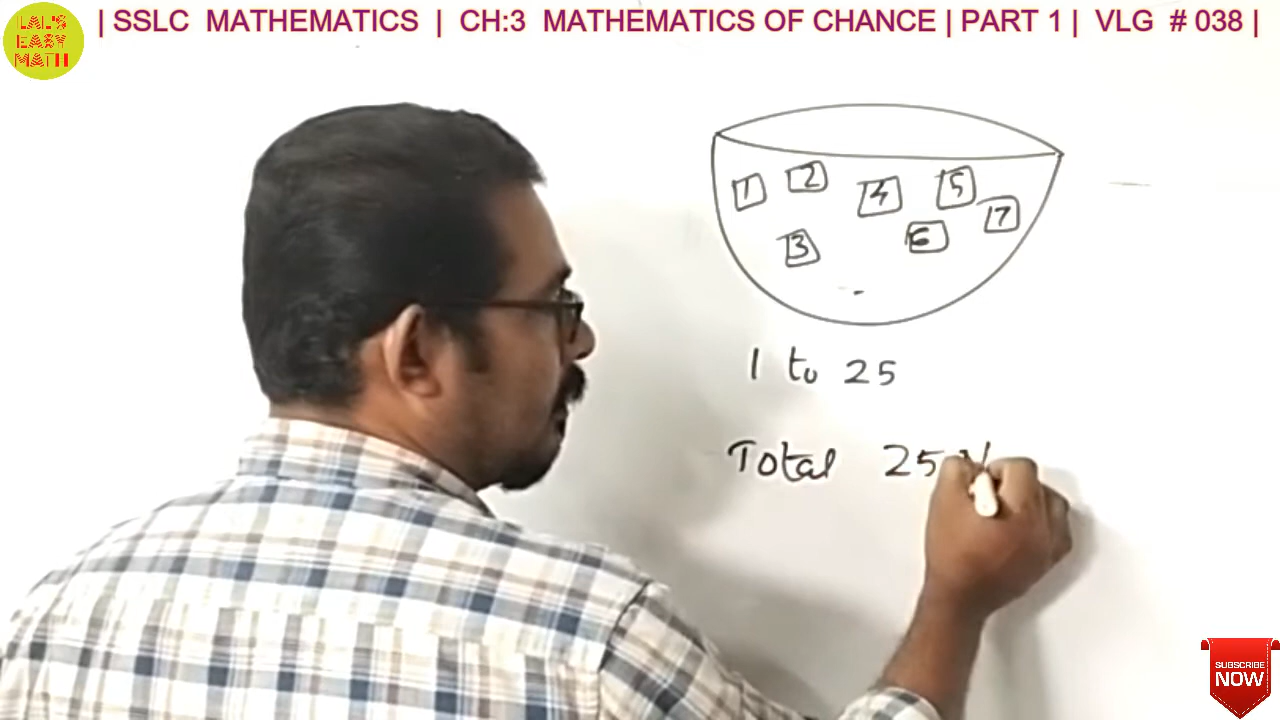 LAL'S
EASY
MATH
| SSLC MATHEMATICS | CH:3 MATHEMATICS OF CHANCE | PART 1 | VLG # 038 |
1 2 4 5
3 6 7
1 to 25
Total 25
SUBSCRIBE
NOW